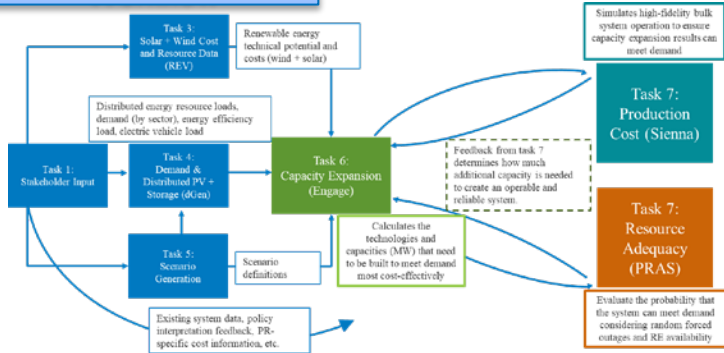 Task 3:
Solar + Wind Cost
and Resource Data
(REV)
Renewable energy
technical potential and
costs (wind + solar)
Simulates high-fidelity bulk
system operation to ensure
capacity expansion results can
meet demand
Distributed energy resource loads,
demand (by sector), energy efficiency
load, electric vehicle load
Task 7:
Production
Cost (Sienna)
Task 1:
Stakeholder Input
Task 4:
Demand &
Distributed PV +
Storage (dGen)
Task 6:
Capacity Expansion
(Engage)
Feedback from task 7
determines how much
additional capacity is needed
to create an operable and
reliable system.
Task 5:
Scenario
Generation
Scenario
definitions
Calculates the
technologies and
capacities (MW) that need
to be built to meet demand
most cost-effectively
Task 7:
Resource
Adequacy
(PRAS)
Existing system data, policy
interpretation feedback, PR-
specific cost information, etc.
Evaluate the probability that
the system can meet demand
considering random forced
outages and RE availability